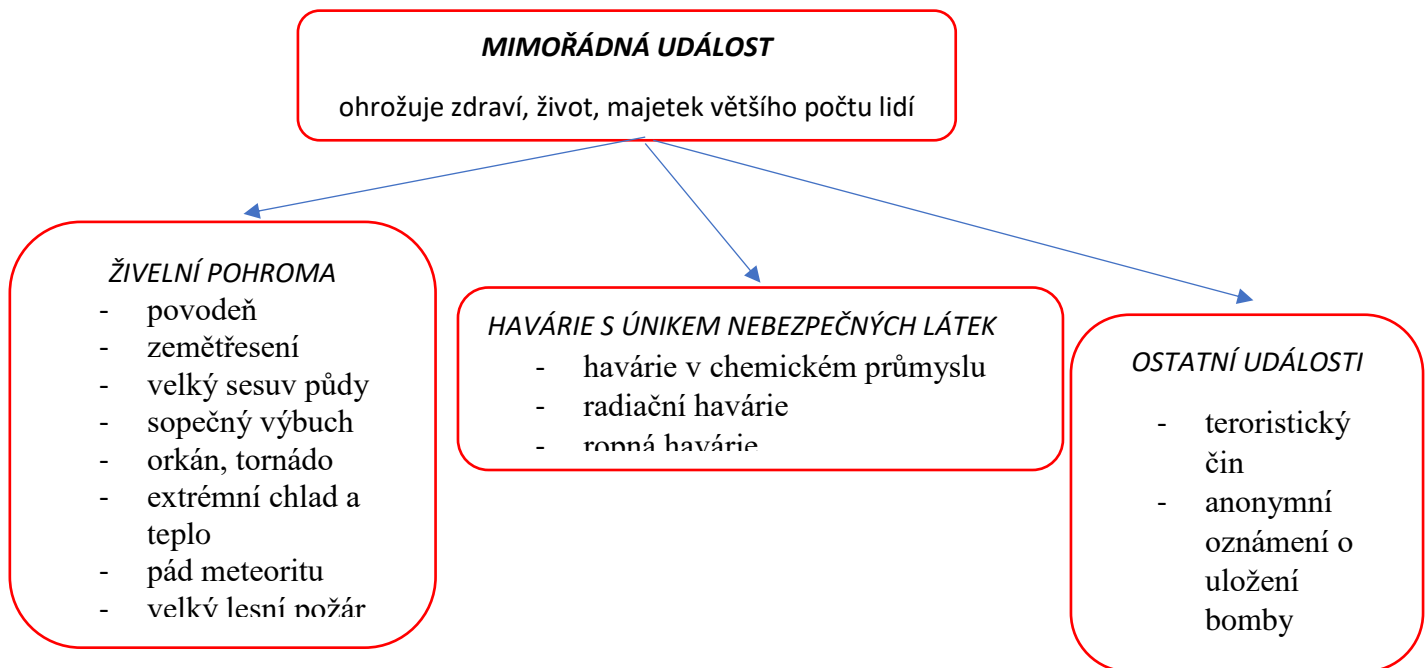 MIMOŘÁDNÁ UDÁLOST
ohrožuje zdraví, život, majetek většího počtu lidí
ŽIVELNÍ POHROMA
- povodeň
- zemětřesení
- velký sesuv půdy
- sopečný výbuch
- orkán, tornádo
- extrémní chlad a
teplo
- pád meteoritu
- velký lesní požár
HAVÁRIE S ÚNIKEM NEBEZPEČNÝCH LÁTEK
- havárie v chemickém průmyslu
- radiační havárie
- ropná havárie
OSTATNÍ UDÁLOSTI
- teroristický
čin
- anonymní
oznámení o
uložení
bomby